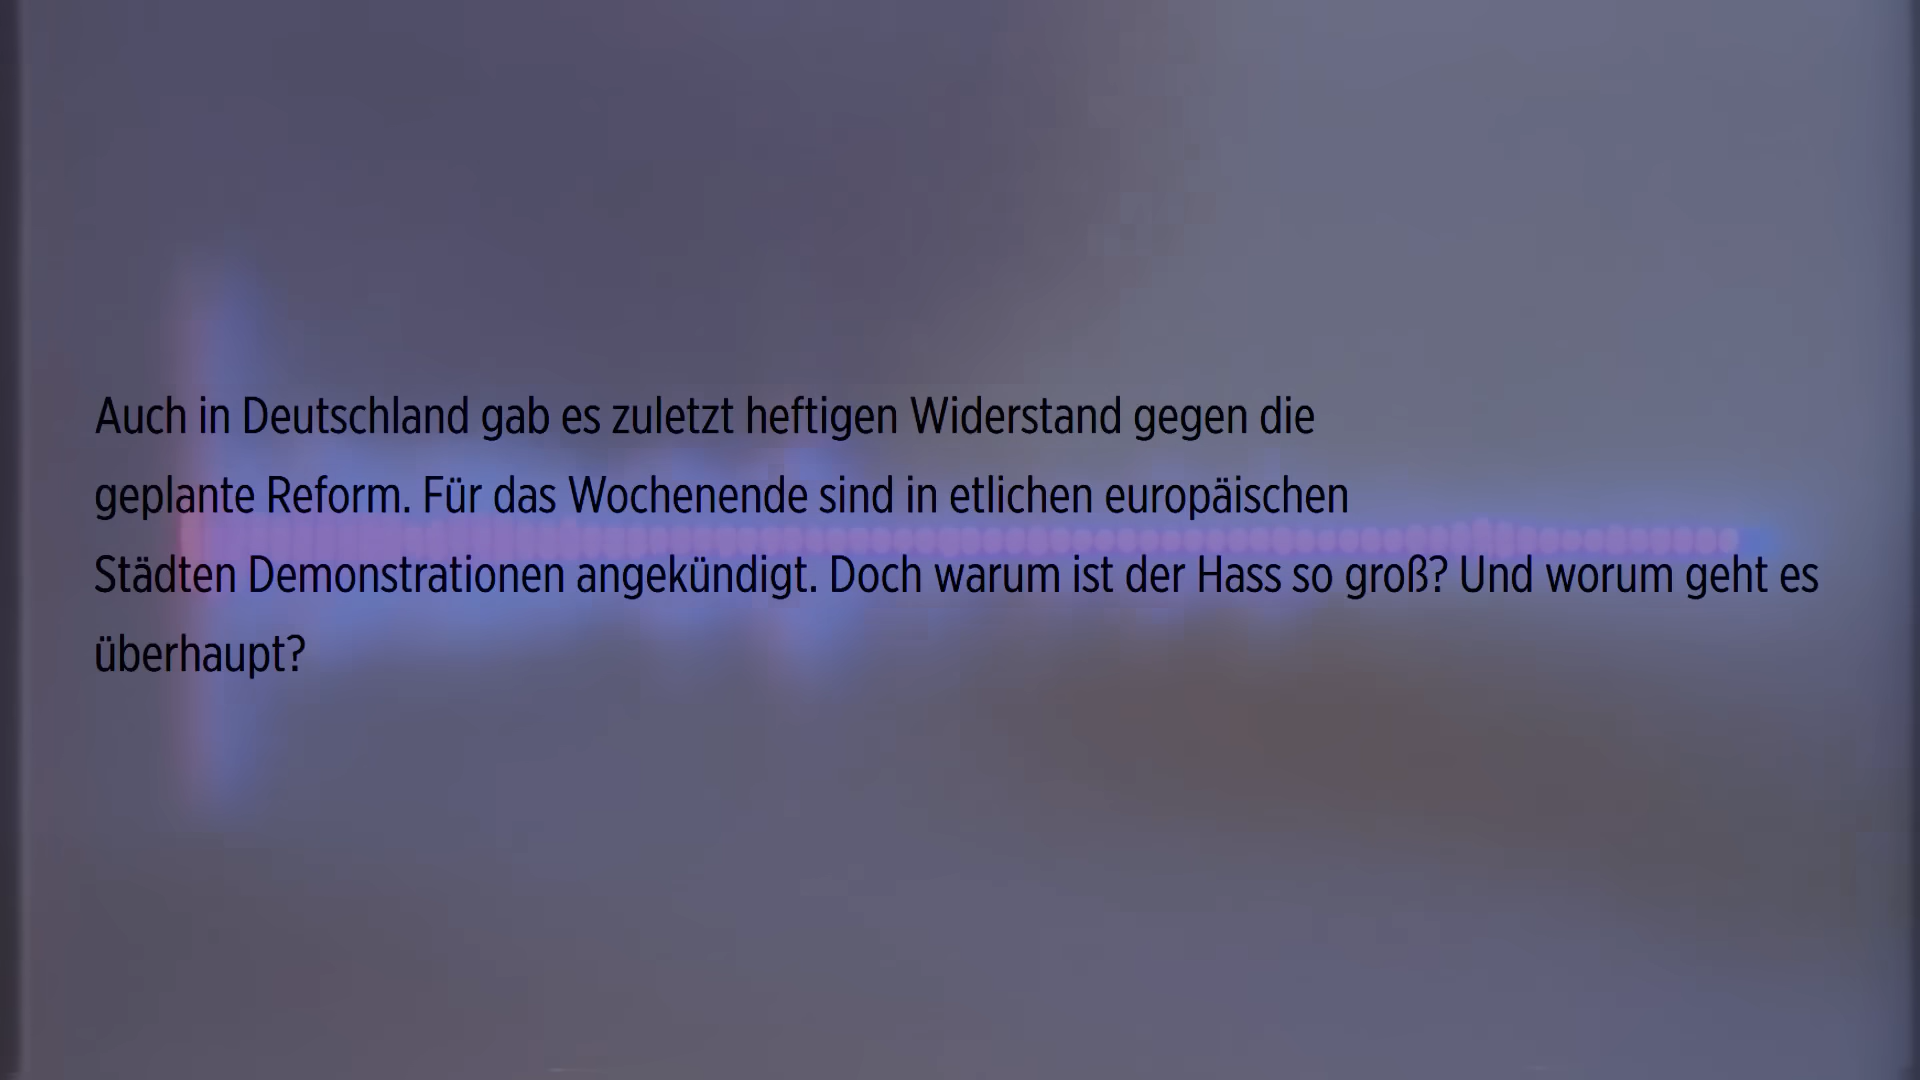 Auch in Deutschland gab es zuletzt heftigen Widerstand gegen die
geplante Reform. Für das Wochenende sind in etlichen europäischen
Städten Demonstrationen angekündigt. Doch warum ist der Hass so groß? Und worum geht es
überhaupt?